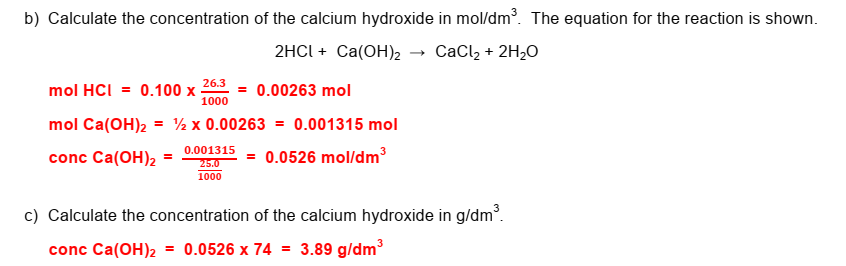 b) Calculate the concentration of the calcium hydroxide in mol/dm³. The equation for the reaction is shown.
2HCl + Ca(OH)₂ → CaCl₂ + 2H₂O
mol HCl = 0.100 x 26.3/1000 = 0.00263 mol
mol Ca(OH)₂ = ½ x 0.00263 = 0.001315 mol
conc Ca(OH)₂ = 0.001315/(25.0/1000) = 0.0526 mol/dm³
c) Calculate the concentration of the calcium hydroxide in g/dm³.
conc Ca(OH)₂ = 0.0526 x 74 = 3.89 g/dm³